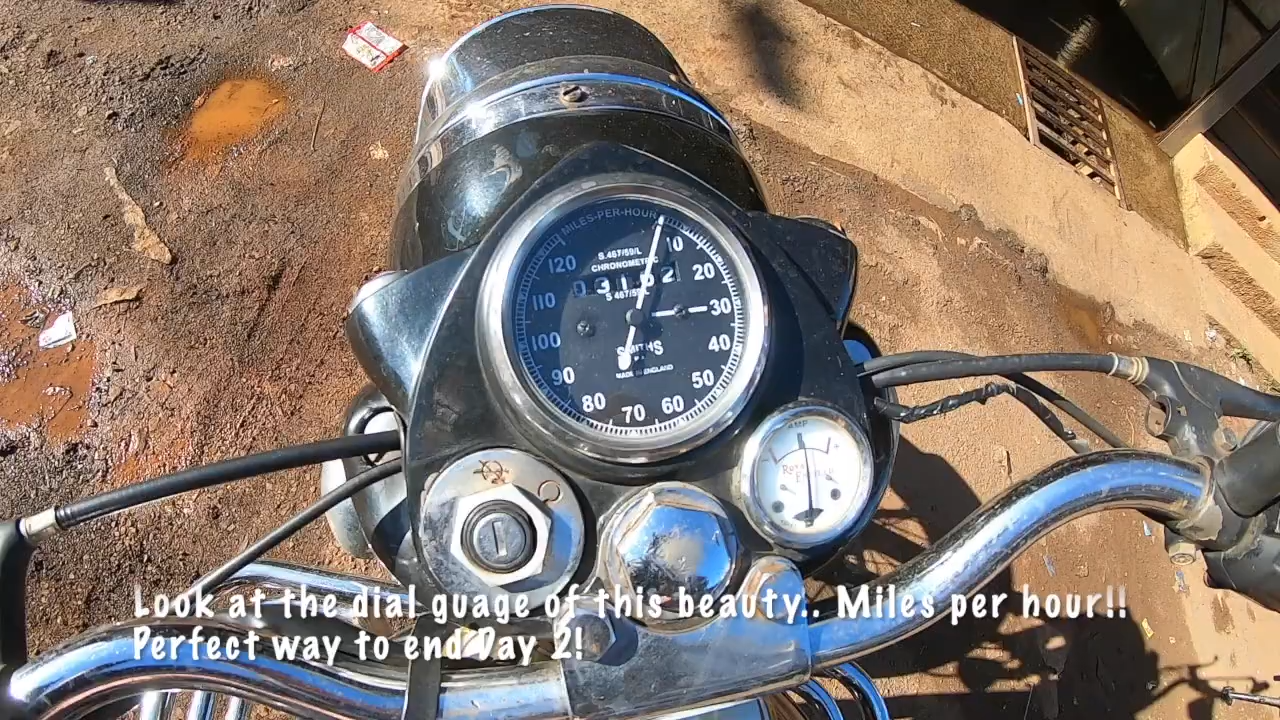 MILES-PER-HOUR
S.467/59/L
CHRONOMETRIC
S 467/59/L
10
20
30
40
50
60
70
80
90
100
110
120
SMITHS
MADE IN ENGLAND
AMP
- +
Look at the dial guage of this beauty.. Miles per hour!!
Perfect way to end Day 2!